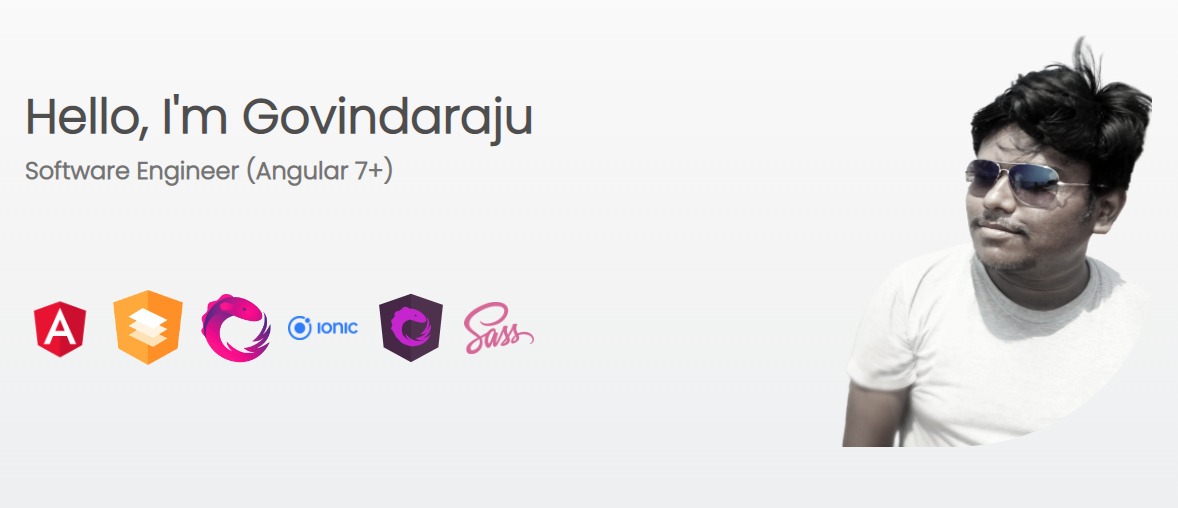 Hello, I'm Govindaraju
Software Engineer (Angular 7+)
A
IONIC
Sass